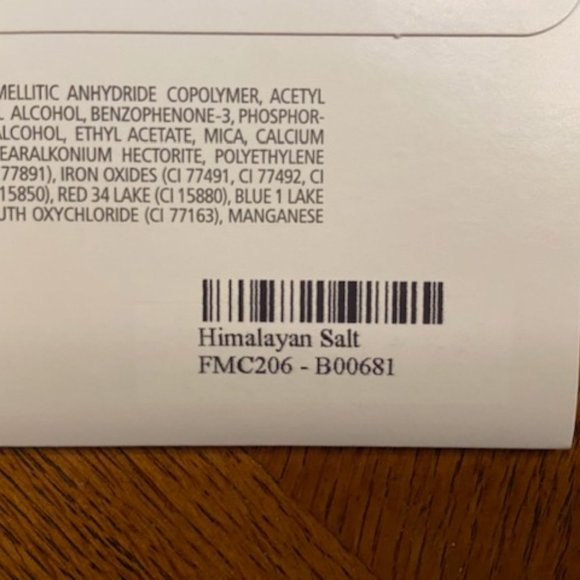 MELLITIC ANHYDRIDE COPOLYMER, ACETYL
ALCOHOL, BENZOPHENONE-3, PHOSPHOR-
ALCOHOL, ETHYL ACETATE, MICA, CALCIUM
EARALKONIUM HECTORITE, POLYETHYLENE
77891), IRON OXIDES (CI 77491, CI 77492, CI
15850), RED 34 LAKE (CI 15880), BLUE 1 LAKE
UTH OXYCHLORIDE (CI 77163), MANGANESE
Himalayan Salt
FMC206 - B00681